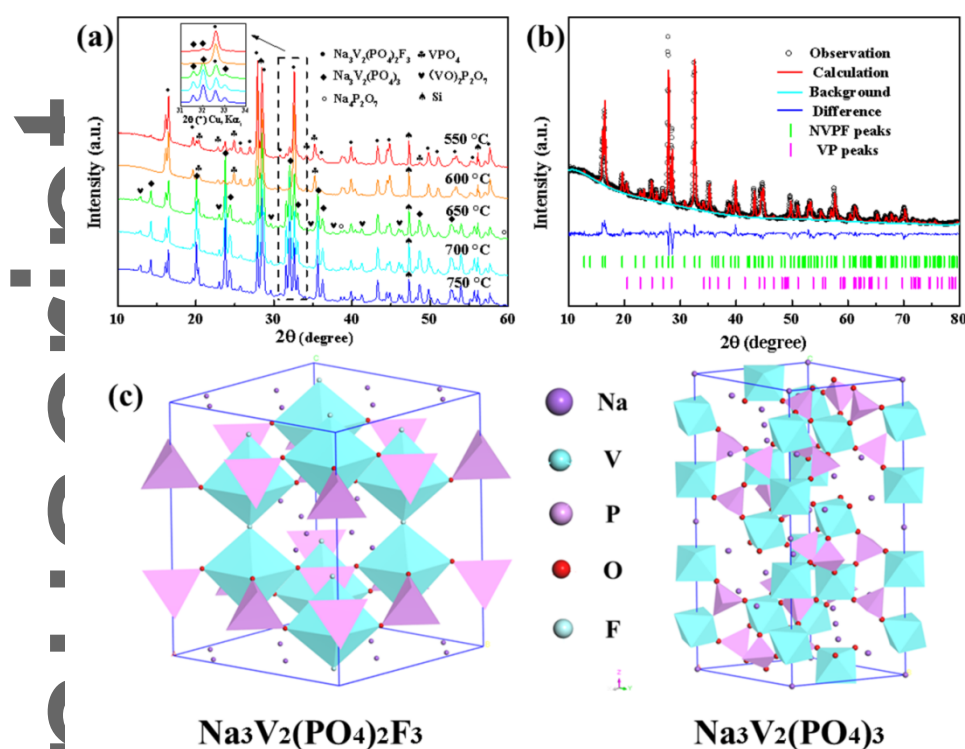 (a)
• Na₃V₂(PO₄)₂F₃ ♣ VPO₄
◆ Na₃V₂(PO₄)₃ ♥ (VO)₂P₂O₇
○ Na₄P₂O₇ ♠ Si
31 32 33 34
2θ (°) Cu, Kα₁
550 °C
600 °C
650 °C
700 °C
750 °C
Intensity (a.u.)
10 20 30 40 50 60
2θ (degree)
(b)
Observation
Calculation
Background
Difference
NVPF peaks
VP peaks
Intensity (a.u.)
10 20 30 40 50 60 70 80
2θ (degree)
(c)
Na
V
P
O
F
Na₃V₂(PO₄)₂F₃
Na₃V₂(PO₄)₃